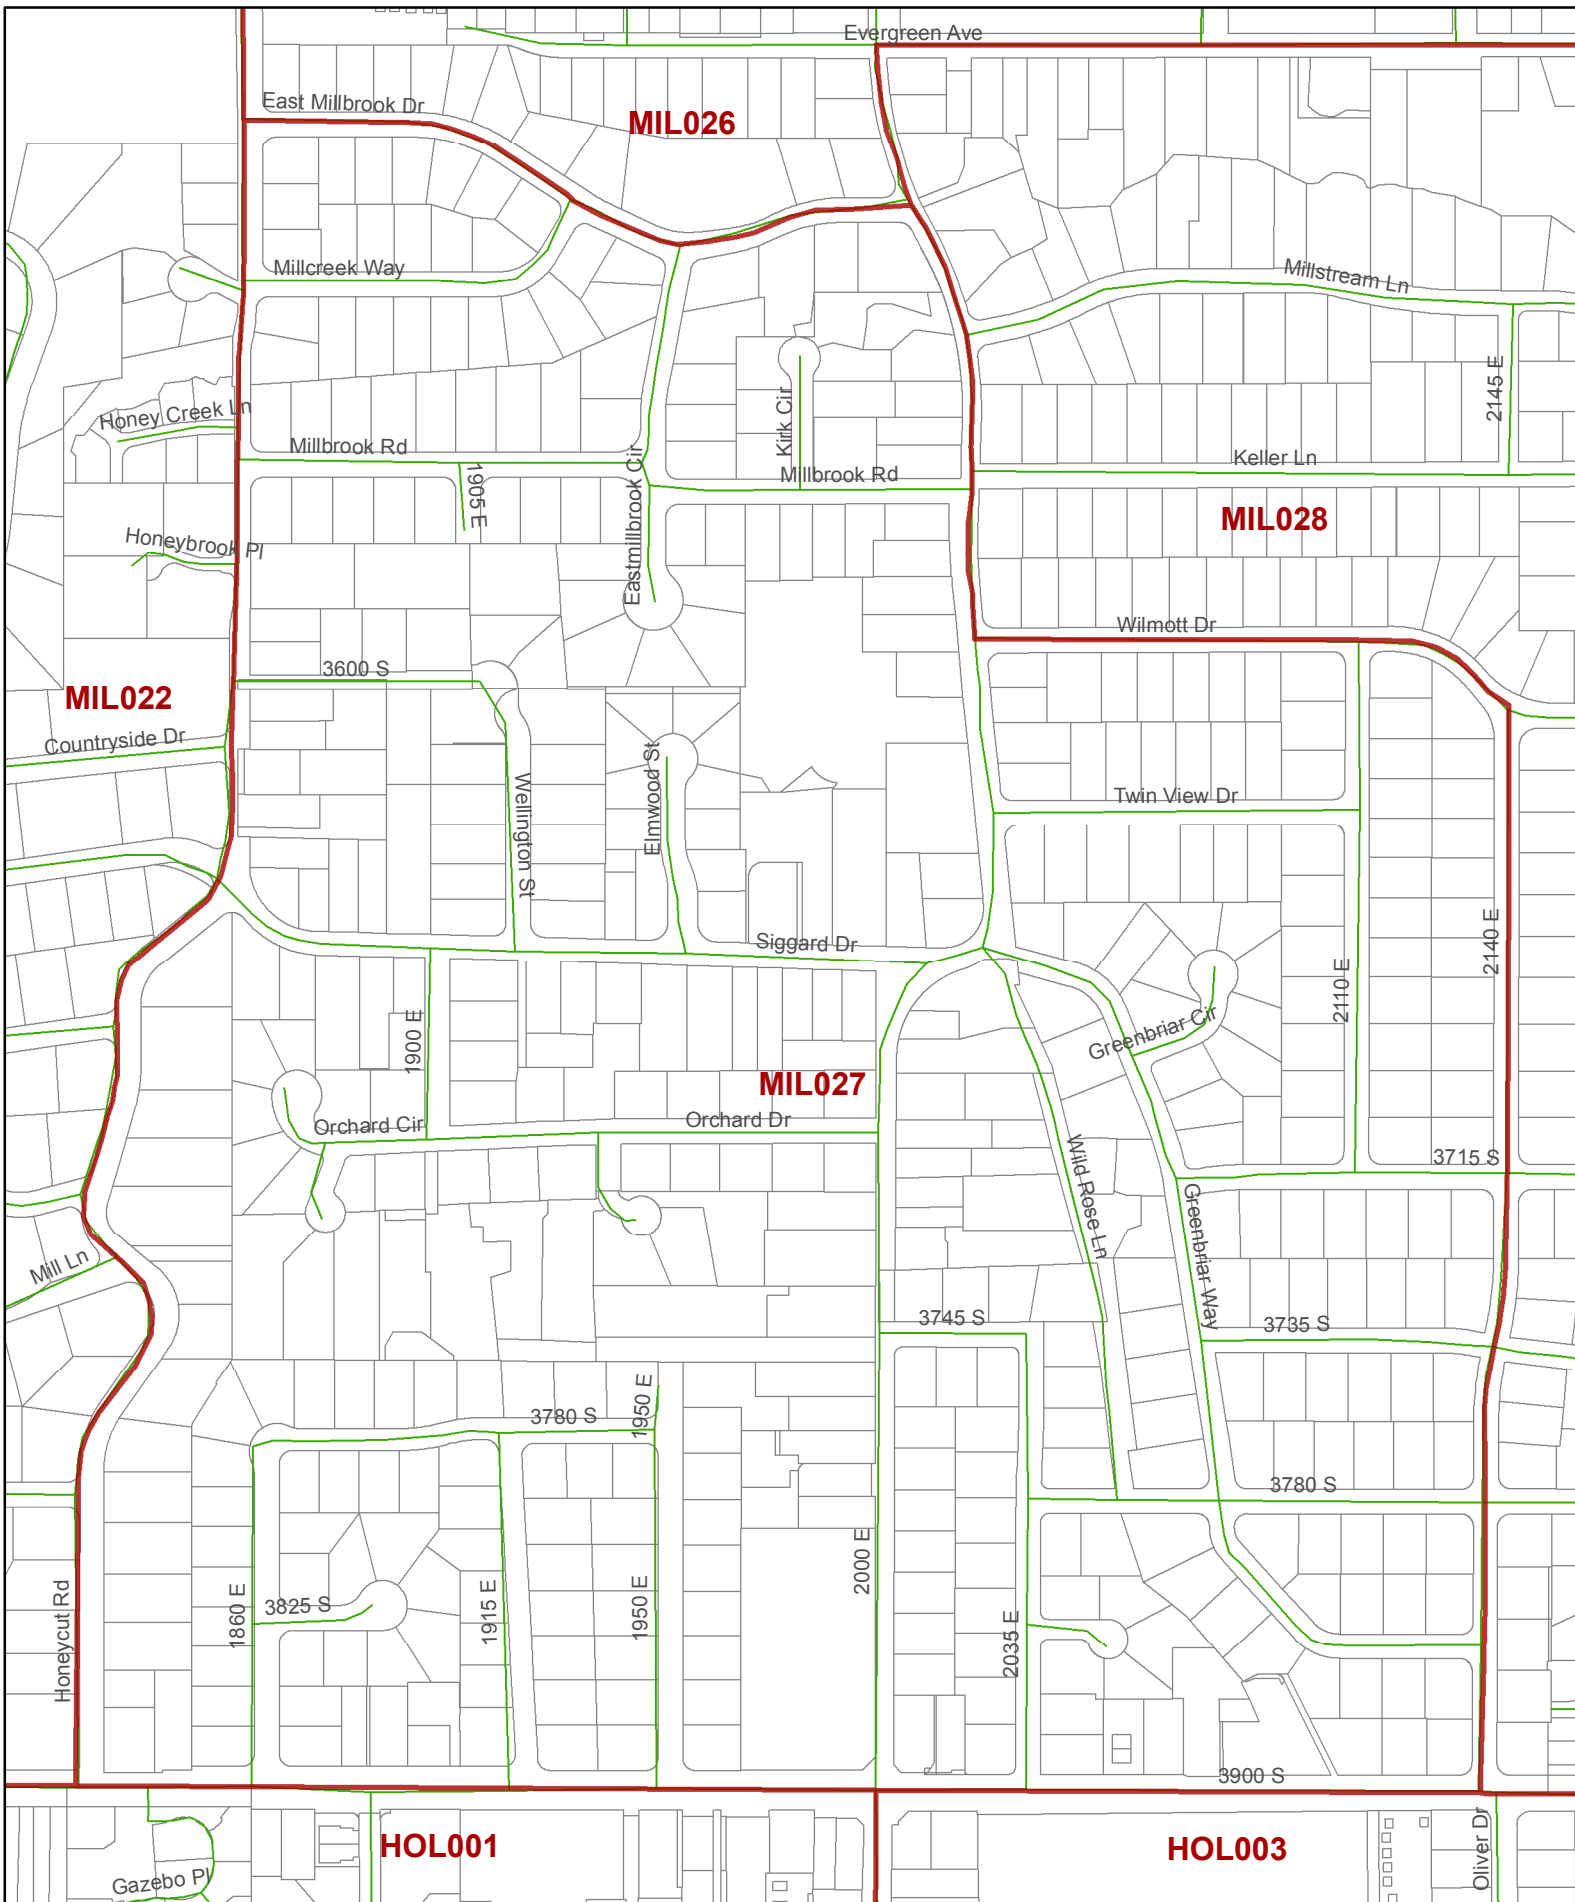 Evergreen Ave
East Millbrook Dr
MIL026
Millcreek Way
Millstream Ln
2145 E
Honey Creek Ln
Kirk Cir
Millbrook Rd
Keller Ln
Millbrook Rd
1905 E
Eastmillbrook Cir
MIL028
Honeybrook Pl
Wilmott Dr
3600 S
MIL022
Countryside Dr
Wellington St
Elmwood St
Twin View Dr
Siggard Dr
2140 E
2110 E
1900 E
Greenbriar Cir
MIL027
Orchard Cir
Orchard Dr
3715 S
Wild Rose Ln
Greenbriar Way
Mill Ln
3745 S
3735 S
1950 E
3780 S
3780 S
2000 E
Honeycut Rd
1860 E
3825 S
1915 E
1950 E
2035 E
3900 S
HOL001
HOL003
Oliver Dr
Gazebo Pl